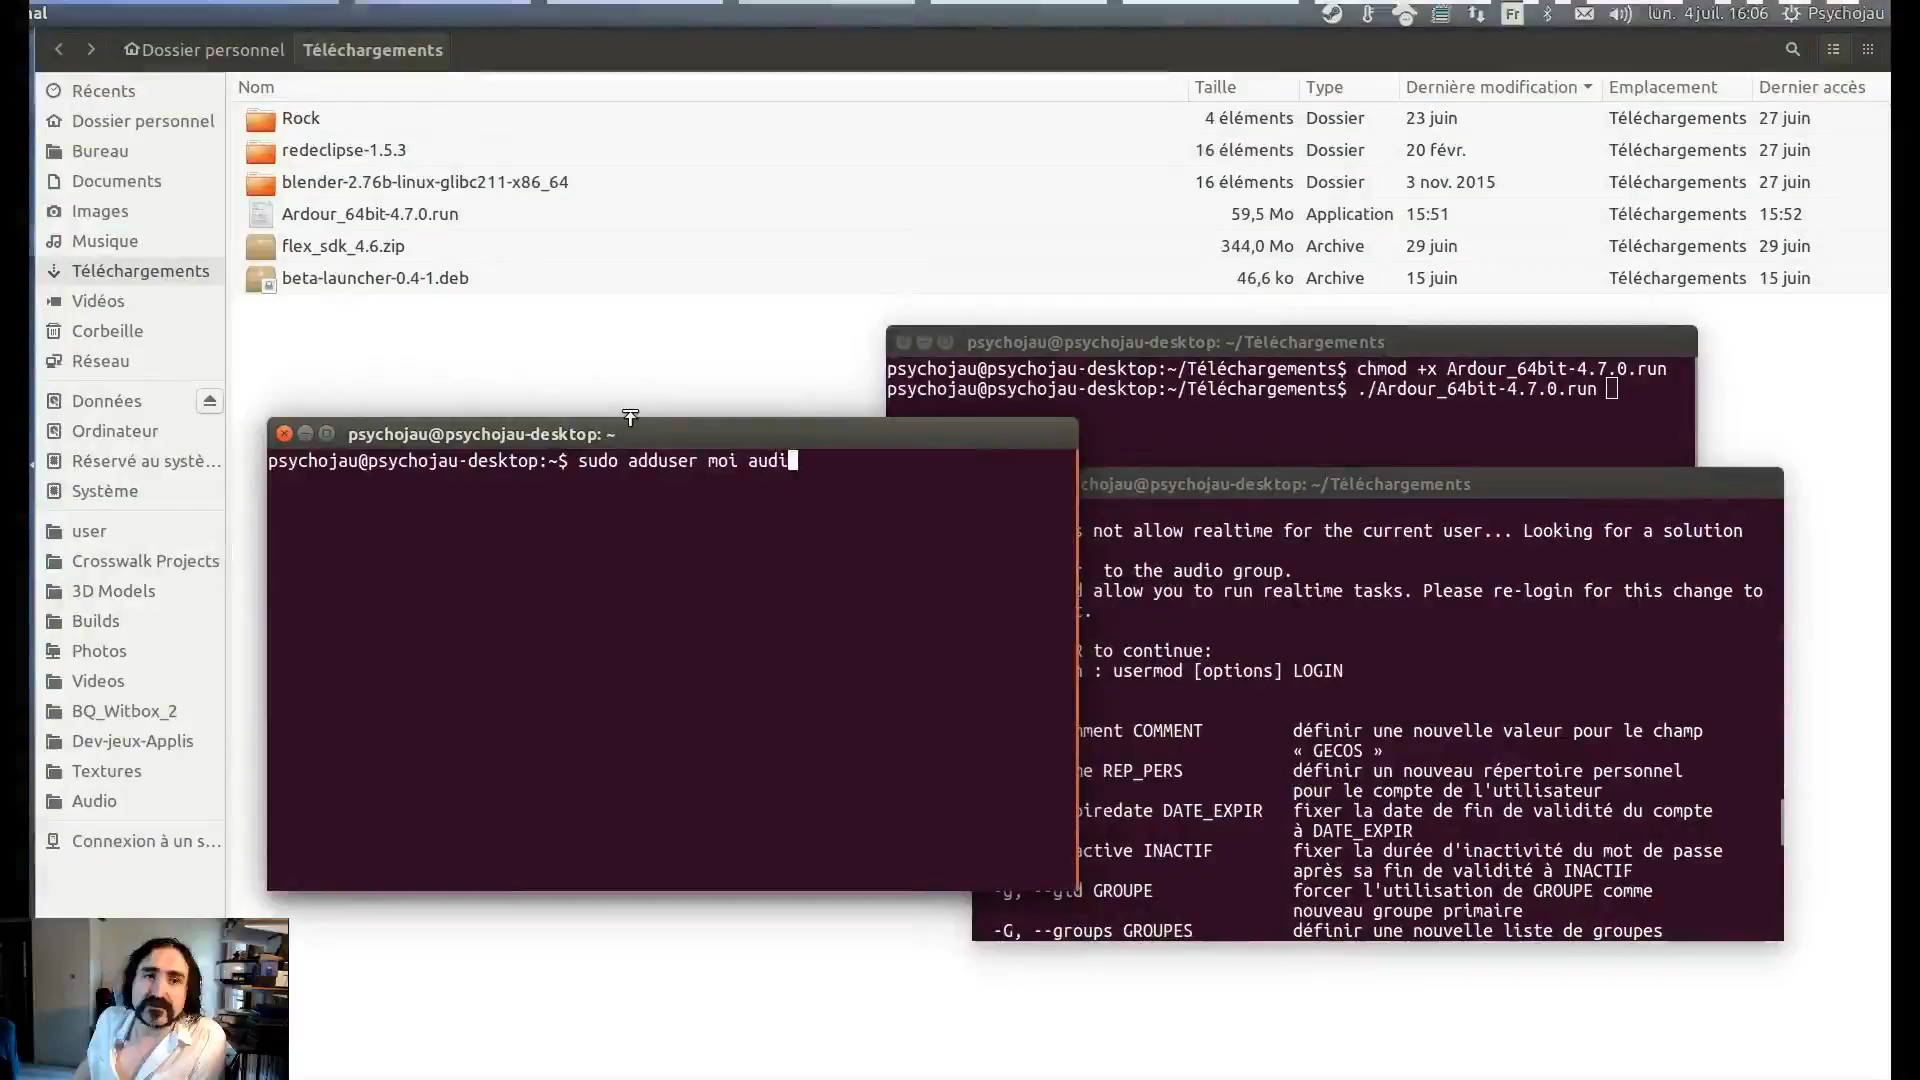 nal
Fr
lun. 4 juil. 16:06
Psychojau
Dossier personnel
Téléchargements
Nom
Taille
Type
Dernière modification
Emplacement
Dernier accès
Récents
Dossier personnel
Bureau
Documents
Images
Musique
Téléchargements
Vidéos
Corbeille
Réseau
Données
Ordinateur
Réservé au systè...
Système
user
Crosswalk Projects
3D Models
Builds
Photos
Videos
BQ_Witbox_2
Dev-jeux-Applis
Textures
Audio
Connexion à un s...
Rock 4 éléments Dossier 23 juin Téléchargements 27 juin
redeclipse-1.5.3 16 éléments Dossier 20 févr. Téléchargements 27 juin
blender-2.76b-linux-glibc211-x86_64 16 éléments Dossier 3 nov. 2015 Téléchargements 27 juin
Ardour_64bit-4.7.0.run 59,5 Mo Application 15:51 Téléchargements 15:52
flex_sdk_4.6.zip 344,0 Mo Archive 29 juin Téléchargements 29 juin
beta-launcher-0.4-1.deb 46,6 ko Archive 15 juin Téléchargements 15 juin
psychojau@psychojau-desktop: ~/Téléchargements
psychojau@psychojau-desktop:~/Téléchargements$ chmod +x Ardour_64bit-4.7.0.run
psychojau@psychojau-desktop:~/Téléchargements$ ./Ardour_64bit-4.7.0.run
psychojau@psychojau-desktop: ~
psychojau@psychojau-desktop:~$ sudo adduser moi audi
chojau@psychojau-desktop: ~/Téléchargements
not allow realtime for the current user... Looking for a solution
to the audio group.
allow you to run realtime tasks. Please re-login for this change to
to continue:
: usermod [options] LOGIN
mment COMMENT définir une nouvelle valeur pour le champ
« GECOS »
me REP_PERS définir un nouveau répertoire personnel
pour le compte de l'utilisateur
piredate DATE_EXPIR fixer la date de fin de validité du compte
à DATE_EXPIR
active INACTIF fixer la durée d'inactivité du mot de passe
après sa fin de validité à INACTIF
-g, --gid GROUPE forcer l'utilisation de GROUPE comme
nouveau groupe primaire
-G, --groups GROUPES définir une nouvelle liste de groupes